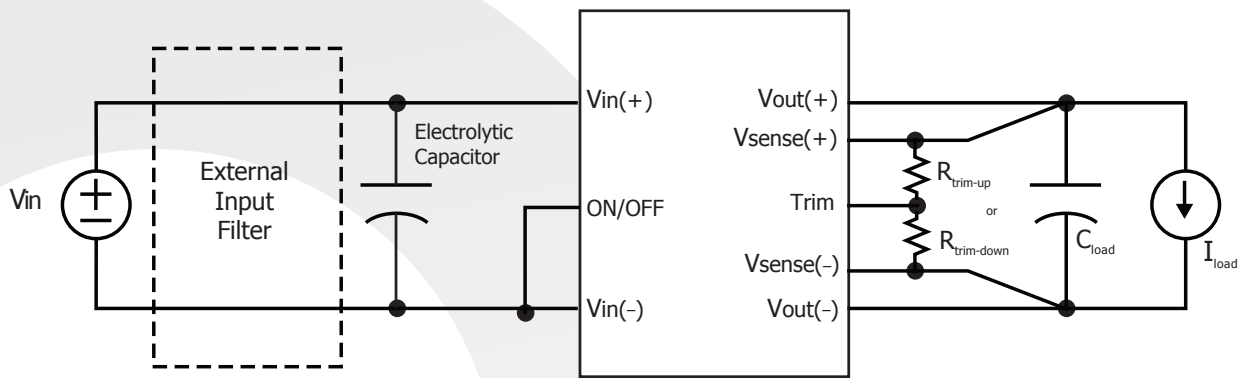 Vin
External
Input
Filter
Electrolytic
Capacitor
Vin(+)
ON/OFF
Vin(−)
Vout(+)
Vsense(+)
Trim
Vsense(−)
Vout(−)
Rtrim-up
or
Rtrim-down
Cload
Iload